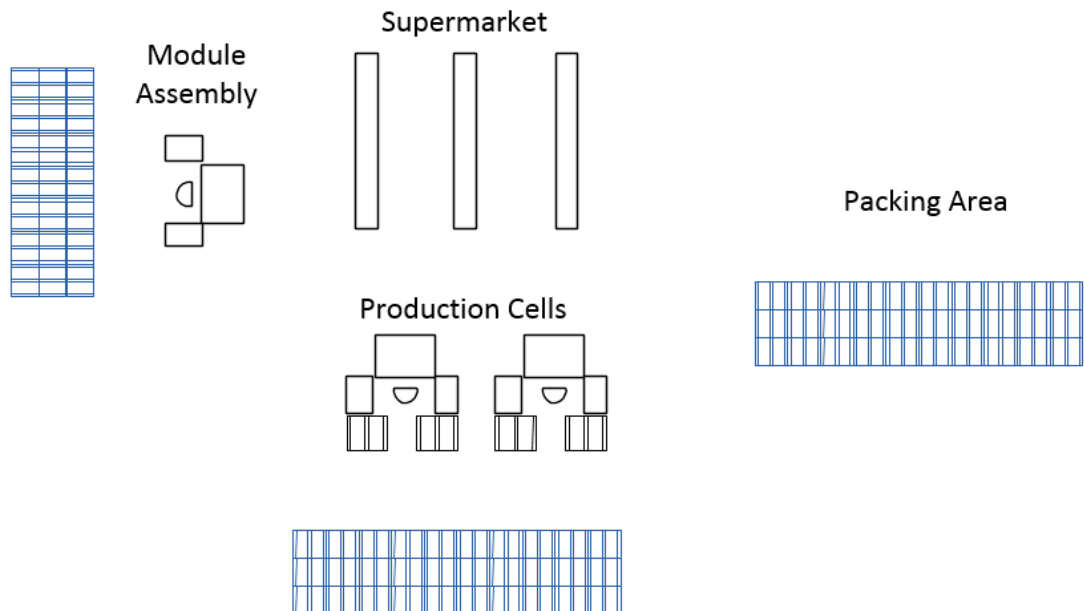 Supermarket
Module
Assembly
Packing Area
Production Cells